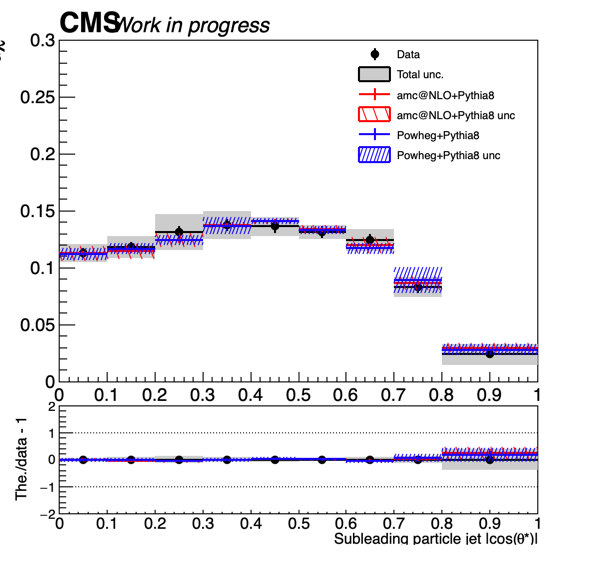 CMS Work in progress
0.3
0.25
0.2
0.15
0.1
0.05
0
Data
Total unc.
amc@NLO+Pythia8
amc@NLO+Pythia8 unc
Powheg+Pythia8
Powheg+Pythia8 unc
0 0.1 0.2 0.3 0.4 0.5 0.6 0.7 0.8 0.9 1
The./data - 1
2
1
0
−1
−2
0 0.1 0.2 0.3 0.4 0.5 0.6 0.7 0.8 0.9 1
Subleading particle jet |cos(θ*)|